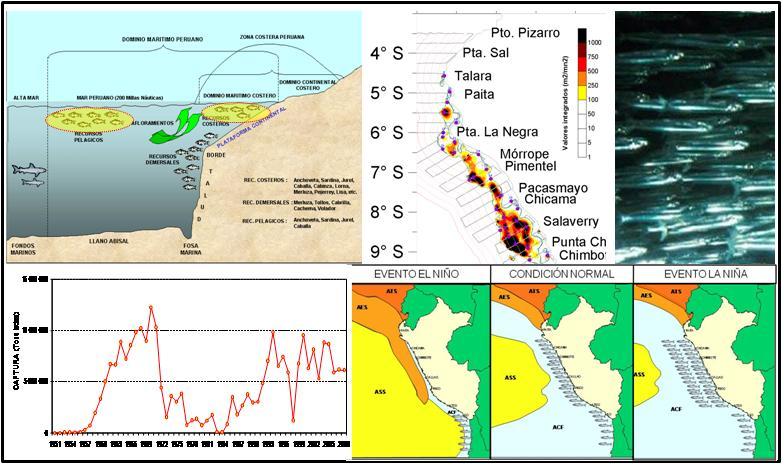 DOMINIO MARITIMO PERUANO
ZONA COSTERA PERUANA
DOMINIO CONTINENTAL
COSTERO
ALTA MAR
MAR PERUANO (200 Millas Náuticas)
DOMINIO MARITIMO COSTERO
AFLORAMIENTOS
RECURSOS
COSTEROS
RECURSOS
PELAGICOS
PLATAFORMA CONTINENTAL
RECURSOS
DEMERSALES
BORDE
TALUD
REC. COSTEROS : Anchoveta, Sardina, Jurel,
Caballa, Cabinza, Lorna,
Merluza, Pejerrey, Lisa, etc.
REC. DEMERSALES : Merluza, Tollos, Cabrilla,
Cachema, Volador
REC. PELAGICOS : Anchoveta, Sardina, Jurel,
Caballa
FONDOS
MARINOS
LLANO ABISAL
FOSA
MARINA
4° S
5° S
6° S
7° S
8° S
9° S
Pto. Pizarro
Pta. Sal
Talara
Paita
Pta. La Negra
Mórrope
Pimentel
Pacasmayo
Chicama
Salaverry
Punta Ch
Chimbo
Valores integrados (m2/mn2)
1000
750
500
250
100
50
10
5
1
EVENTO EL NIÑO
CONDICIÓN NORMAL
EVENTO LA NIÑA
AES
AES
AES
ASS
ASS
ASS
ACF
ACF
ACF